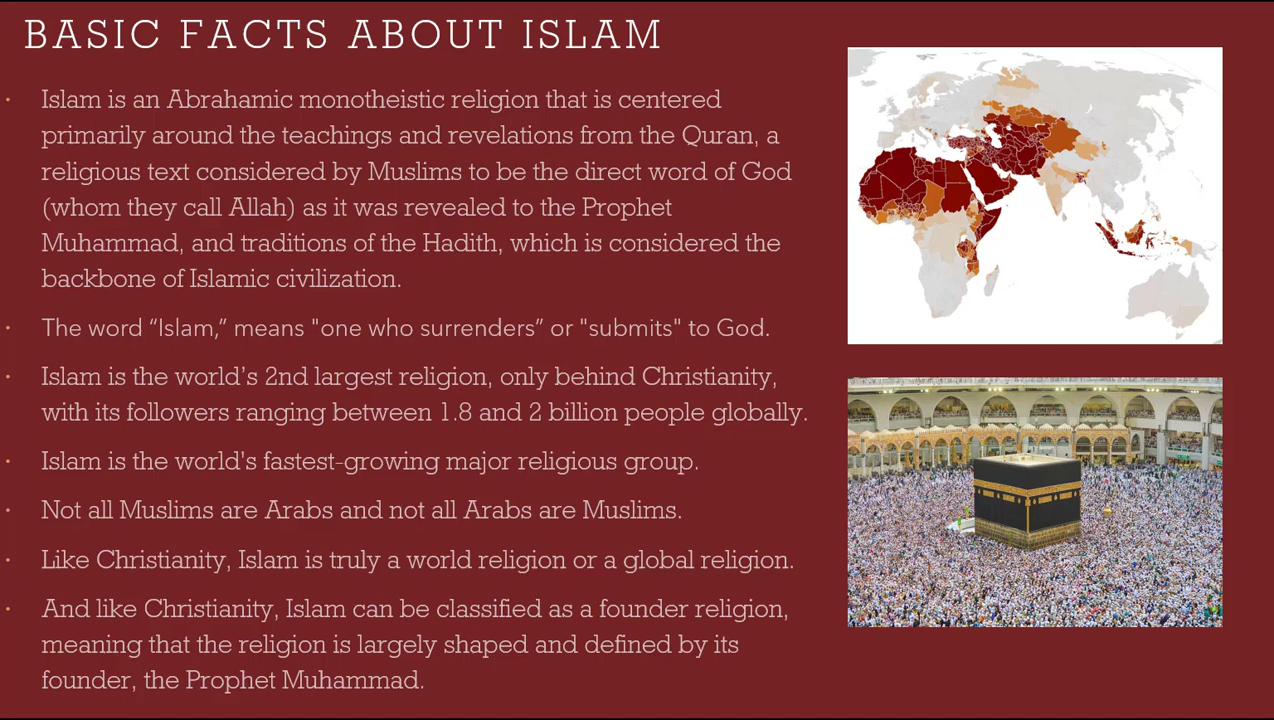 BASIC FACTS ABOUT ISLAM
• Islam is an Abrahamic monotheistic religion that is centered
primarily around the teachings and revelations from the Quran, a
religious text considered by Muslims to be the direct word of God
(whom they call Allah) as it was revealed to the Prophet
Muhammad, and traditions of the Hadith, which is considered the
backbone of Islamic civilization.
• The word “Islam,” means "one who surrenders” or "submits" to God.
• Islam is the world’s 2nd largest religion, only behind Christianity,
with its followers ranging between 1.8 and 2 billion people globally.
• Islam is the world's fastest-growing major religious group.
• Not all Muslims are Arabs and not all Arabs are Muslims.
• Like Christianity, Islam is truly a world religion or a global religion.
• And like Christianity, Islam can be classified as a founder religion,
meaning that the religion is largely shaped and defined by its
founder, the Prophet Muhammad.